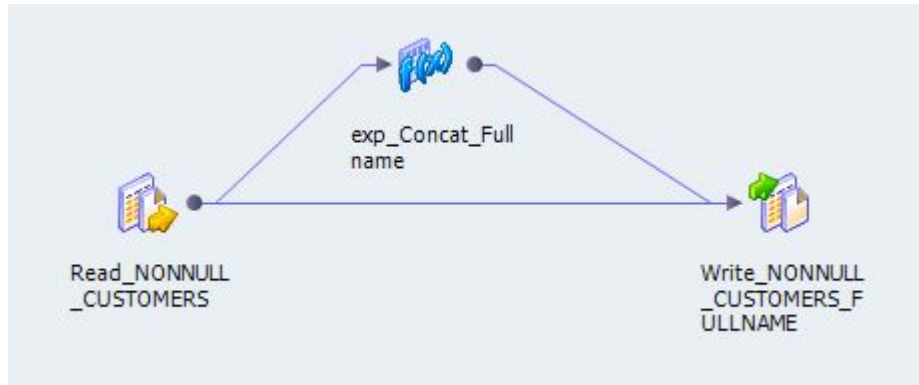 f(x)
exp_Concat_Full
name
Read_NONNULL
_CUSTOMERS
Write_NONNULL
_CUSTOMERS_F
ULLNAME